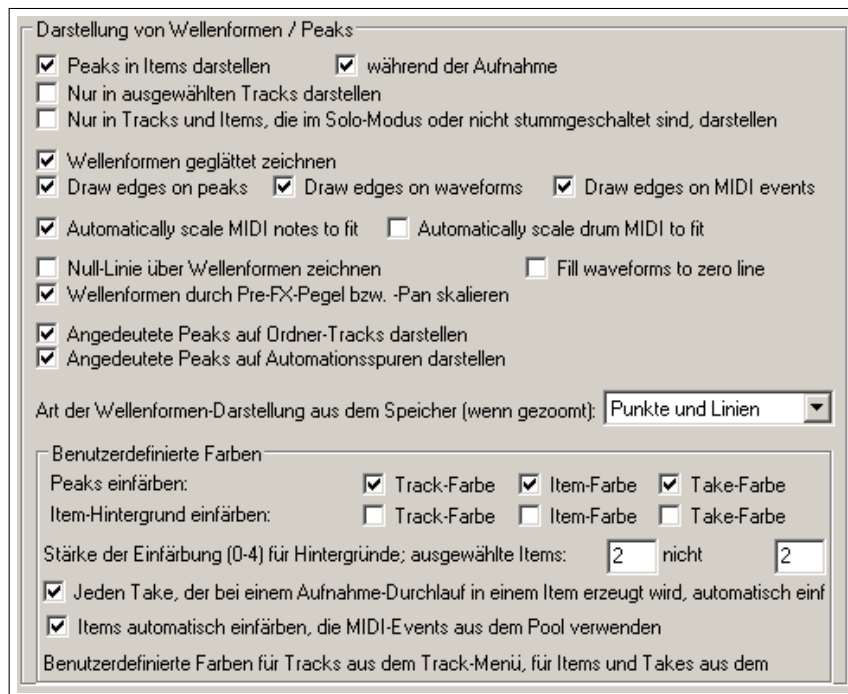 Darstellung von Wellenformen / Peaks
Peaks in Items darstellen während der Aufnahme
Nur in ausgewählten Tracks darstellen
Nur in Tracks und Items, die im Solo-Modus oder nicht stummgeschaltet sind, darstellen
Wellenformen geglättet zeichnen
Draw edges on peaks Draw edges on waveforms Draw edges on MIDI events
Automatically scale MIDI notes to fit Automatically scale drum MIDI to fit
Null-Linie über Wellenformen zeichnen Fill waveforms to zero line
Wellenformen durch Pre-FX-Pegel bzw. -Pan skalieren
Angedeutete Peaks auf Ordner-Tracks darstellen
Angedeutete Peaks auf Automationsspuren darstellen
Art der Wellenformen-Darstellung aus dem Speicher (wenn gezoomt): Punkte und Linien
Benutzerdefinierte Farben
Peaks einfärben: Track-Farbe Item-Farbe Take-Farbe
Item-Hintergrund einfärben: Track-Farbe Item-Farbe Take-Farbe
Stärke der Einfärbung (0-4) für Hintergründe; ausgewählte Items: 2 nicht 2
Jeden Take, der bei einem Aufnahme-Durchlauf in einem Item erzeugt wird, automatisch einf
Items automatisch einfärben, die MIDI-Events aus dem Pool verwenden
Benutzerdefinierte Farben für Tracks aus dem Track-Menü, für Items und Takes aus dem